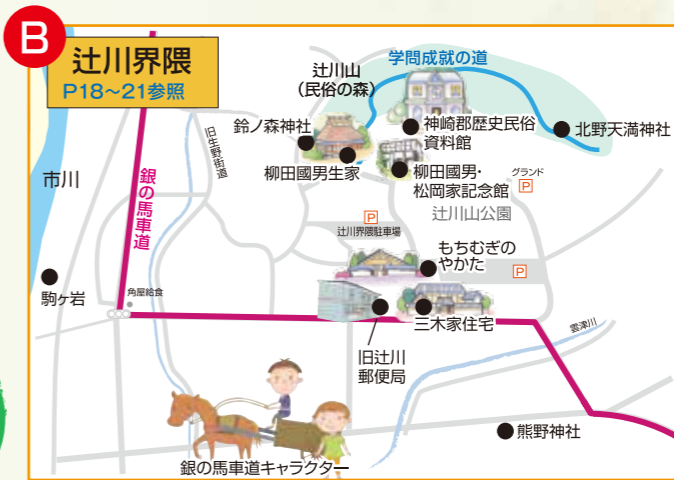 B
辻川界隈
P18〜21参照
学問成就の道
辻川山
(民俗の森)
鈴ノ森神社
神崎郡歴史民俗
資料館
北野天満神社
旧生野街道
柳田國男生家
柳田國男・
松岡家記念館
グランド
P
市川
銀の馬車道
辻川山公園
P
辻川界隈駐車場
もちむぎの
やかた
P
駒ヶ岩
角屋給食
三木家住宅
雲津川
旧辻川
郵便局
熊野神社
銀の馬車道キャラクター